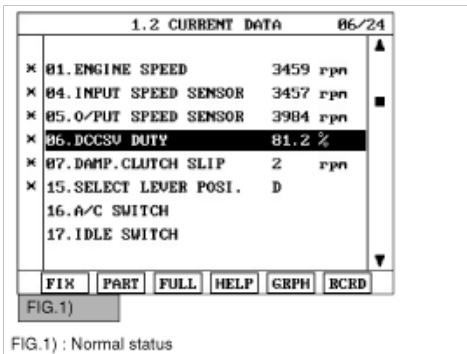 1.2 CURRENT DATA 06/24
× 01.ENGINE SPEED 3459 rpm
× 04.INPUT SPEED SENSOR 3457 rpm
× 05.O/PUT SPEED SENSOR 3984 rpm
× 06.DCCSV DUTY 81.2 %
× 07.DAMP.CLUTCH SLIP 2 rpm
× 15.SELECT LEVER POSI. D
16.A/C SWITCH
17.IDLE SWITCH
FIX PART FULL HELP GRPH RCRD
FIG.1)
FIG.1) : Normal status